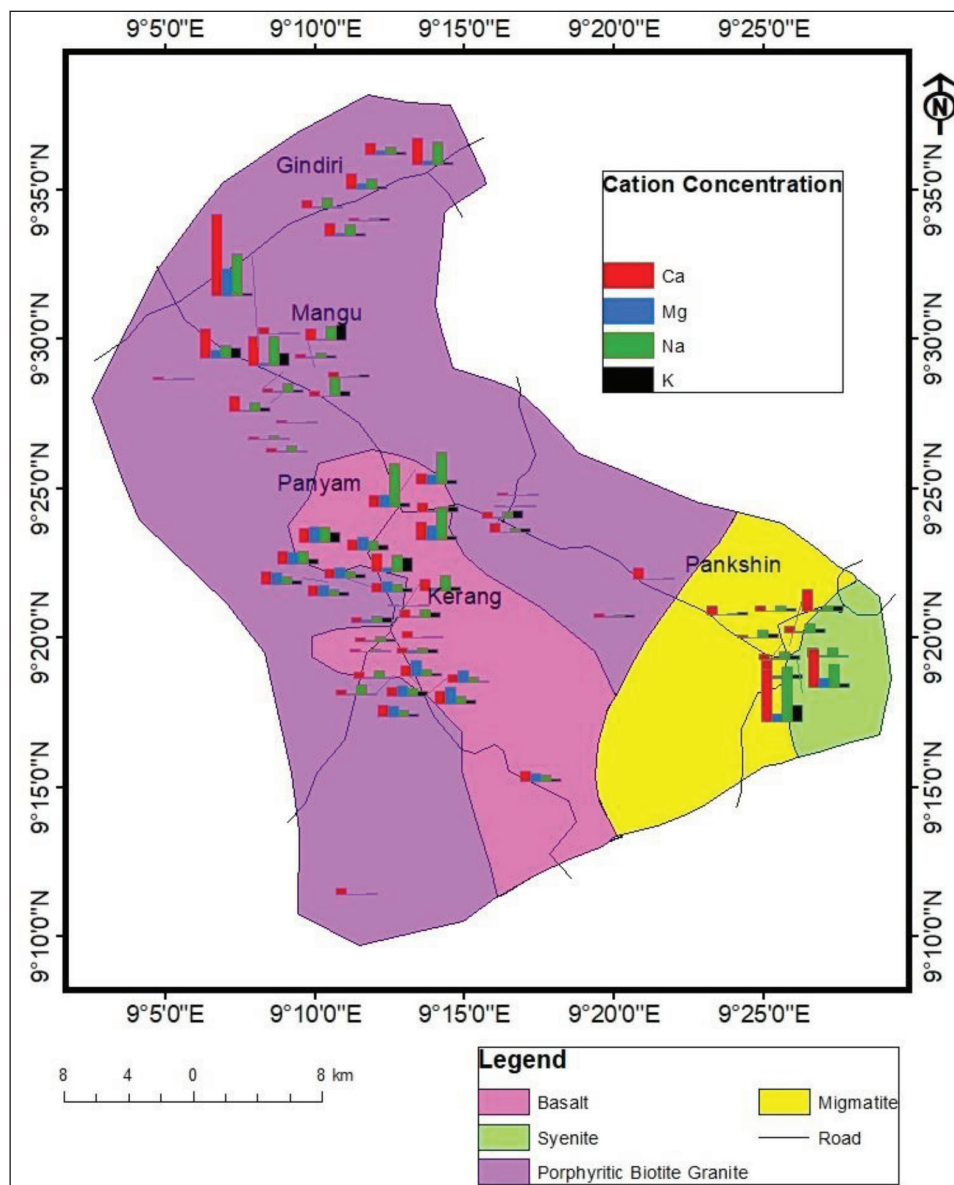 9°5'0"E 9°10'0"E 9°15'0"E 9°20'0"E 9°25'0"E
N
9°35'0"N
9°30'0"N
9°25'0"N
9°20'0"N
9°15'0"N
9°10'0"N
Gindiri
Mangu
Panyam
Kerang
Pankshin
Cation Concentration
Ca
Mg
Na
K
9°35'0"N
9°30'0"N
9°25'0"N
9°20'0"N
9°15'0"N
9°10'0"N
9°5'0"E 9°10'0"E 9°15'0"E 9°20'0"E 9°25'0"E
8 4 0 8 km
Legend
Basalt
Syenite
Porphyritic Biotite Granite
Migmatite
Road